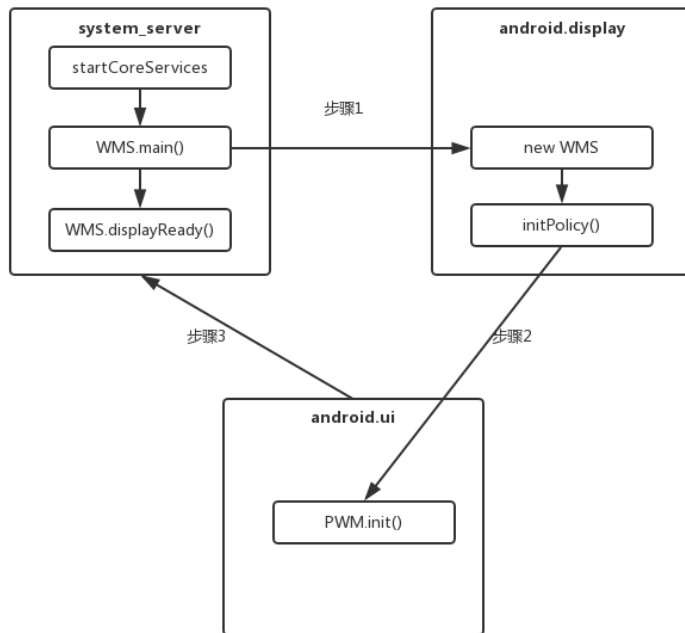 system_server
startCoreServices
WMS.main()
WMS.displayReady()
步骤1
android.display
new WMS
initPolicy()
步骤3
步骤2
android.ui
PWM.init()